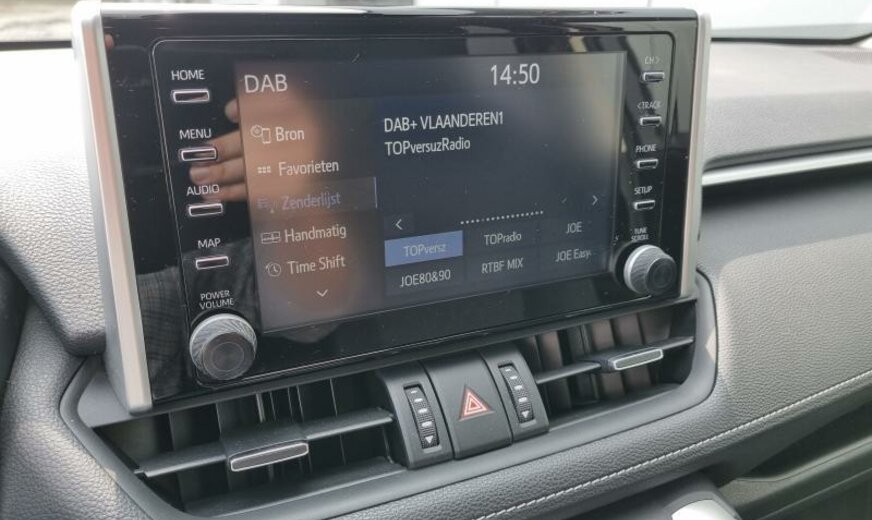 HOME
MENU
AUDIO
MAP
POWER
VOLUME
DAB
14:50
Bron
Favorieten
Zenderlijst
Handmatig
Time Shift
DAB+ VLAANDEREN1
TOPversuzRadio
TOPversz
TOPradio
JOE
JOE80&90
RTBF MIX
JOE Easy
CH >
< TRACK
PHONE
SETUP
TUNE
SCROLL